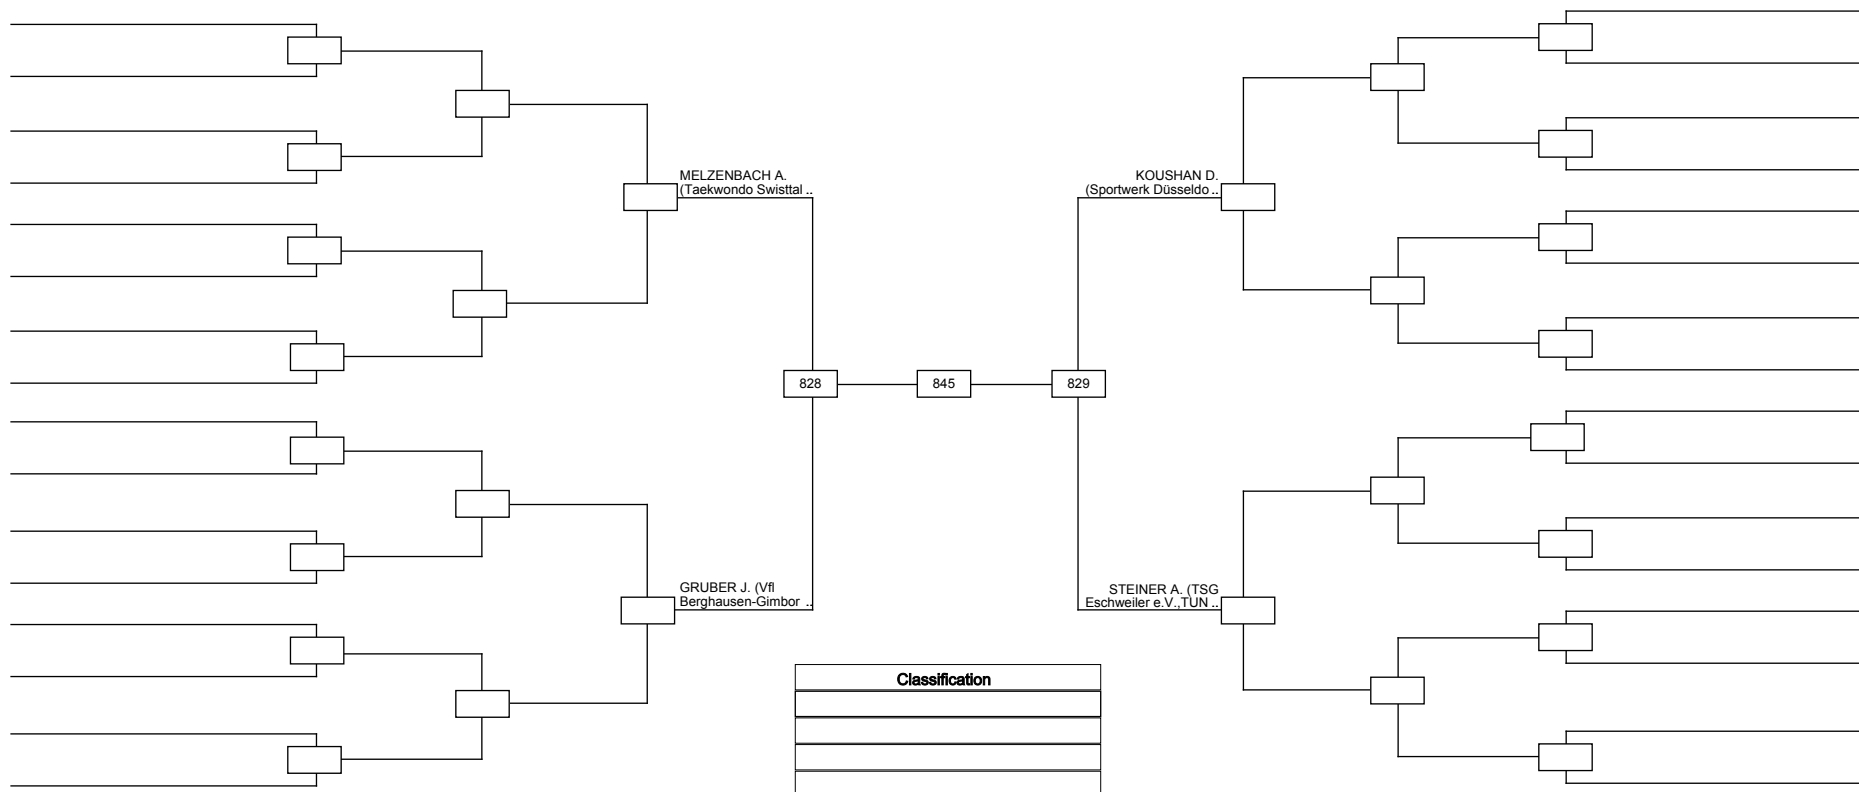 MELZENBACH A.
(Taekwondo Swisttal ..
KOUSHAN D.
(Sportwerk Düsseldo ..
828
845
829
GRUBER J. (Vfl
Berghausen-Gimbor ..
STEINER A. (TSG
Eschweiler e.V.,TUN ..
Classification